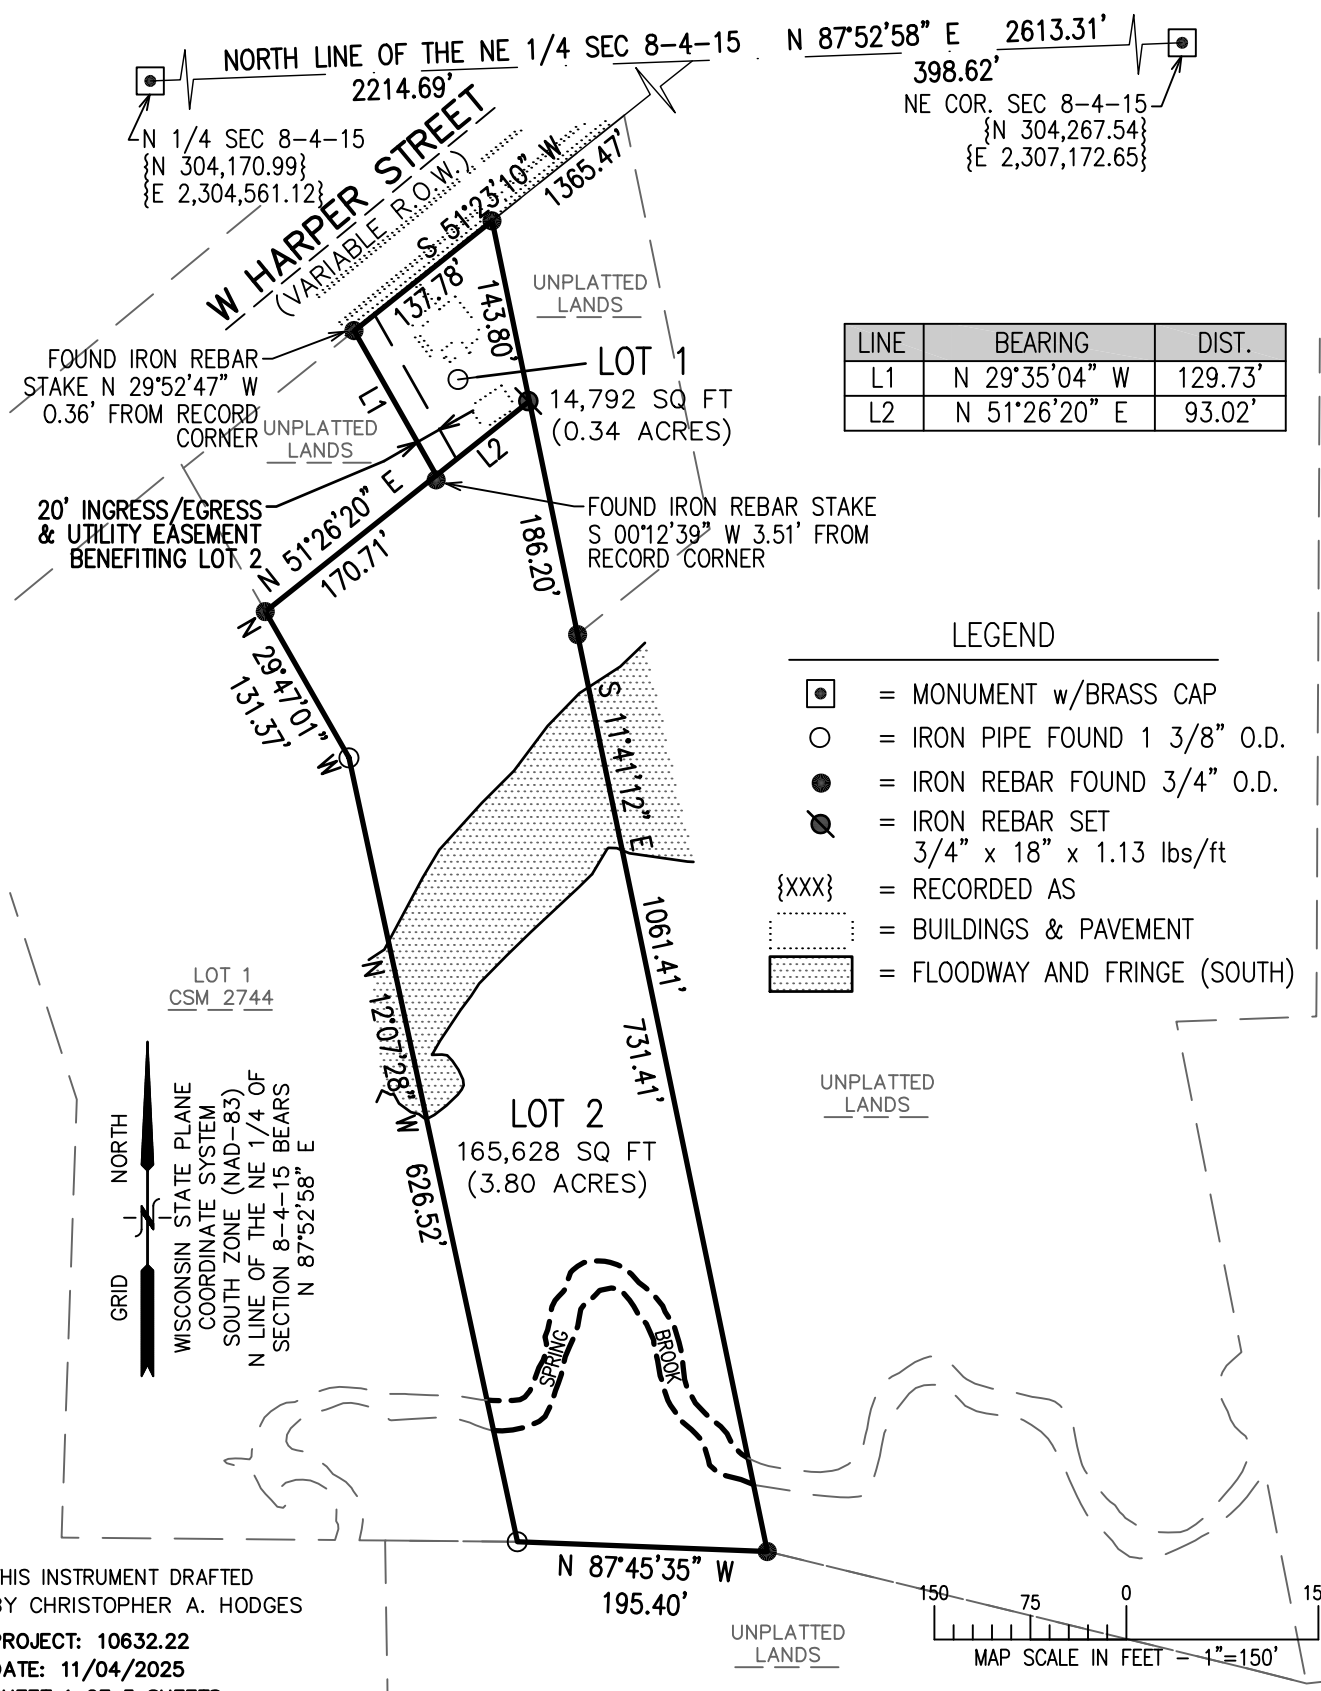 NORTH LINE OF THE NE 1/4 SEC 8-4-15 N 87°52'58" E 2613.31'
2214.69'
398.62'
N 1/4 SEC 8-4-15
{N 304,170.99}
{E 2,304,561.12}
NE COR. SEC 8-4-15
{N 304,267.54}
{E 2,307,172.65}
W HARPER STREET
(VARIABLE R.O.W.)
S 51°23'10" W
137.78'
1365.47'
143.80'
UNPLATTED
LANDS
FOUND IRON REBAR
STAKE N 29°52'47" W
0.36' FROM RECORD
CORNER
L1
UNPLATTED
LANDS
LOT 1
14,792 SQ FT
(0.34 ACRES)
L2
LINE BEARING DIST.
L1 N 29°35'04" W 129.73'
L2 N 51°26'20" E 93.02'
20' INGRESS/EGRESS
& UTILITY EASEMENT
BENEFITING LOT 2
N 51°26'20" E
170.71'
FOUND IRON REBAR STAKE
S 00°12'39" W 3.51' FROM
RECORD CORNER
186.20'
N 29°47'01" W
131.37'
S 11°41'12" E
1061.41'
731.41'
LEGEND
= MONUMENT w/BRASS CAP
= IRON PIPE FOUND 1 3/8" O.D.
= IRON REBAR FOUND 3/4" O.D.
= IRON REBAR SET
3/4" x 18" x 1.13 lbs/ft
{XXX} = RECORDED AS
= BUILDINGS & PAVEMENT
= FLOODWAY AND FRINGE (SOUTH)
LOT 1
CSM 2744
N 12°07'28" W
626.52'
LOT 2
165,628 SQ FT
(3.80 ACRES)
UNPLATTED
LANDS
GRID NORTH
WISCONSIN STATE PLANE
COORDINATE SYSTEM
SOUTH ZONE (NAD-83)
N LINE OF THE NE 1/4 OF
SECTION 8-4-15 BEARS
N 87°52'58" E
SPRING BROOK
N 87°45'35" W
195.40'
UNPLATTED
LANDS
HIS INSTRUMENT DRAFTED
BY CHRISTOPHER A. HODGES
PROJECT: 10632.22
DATE: 11/04/2025
150 75 0 15
MAP SCALE IN FEET - 1"=150'